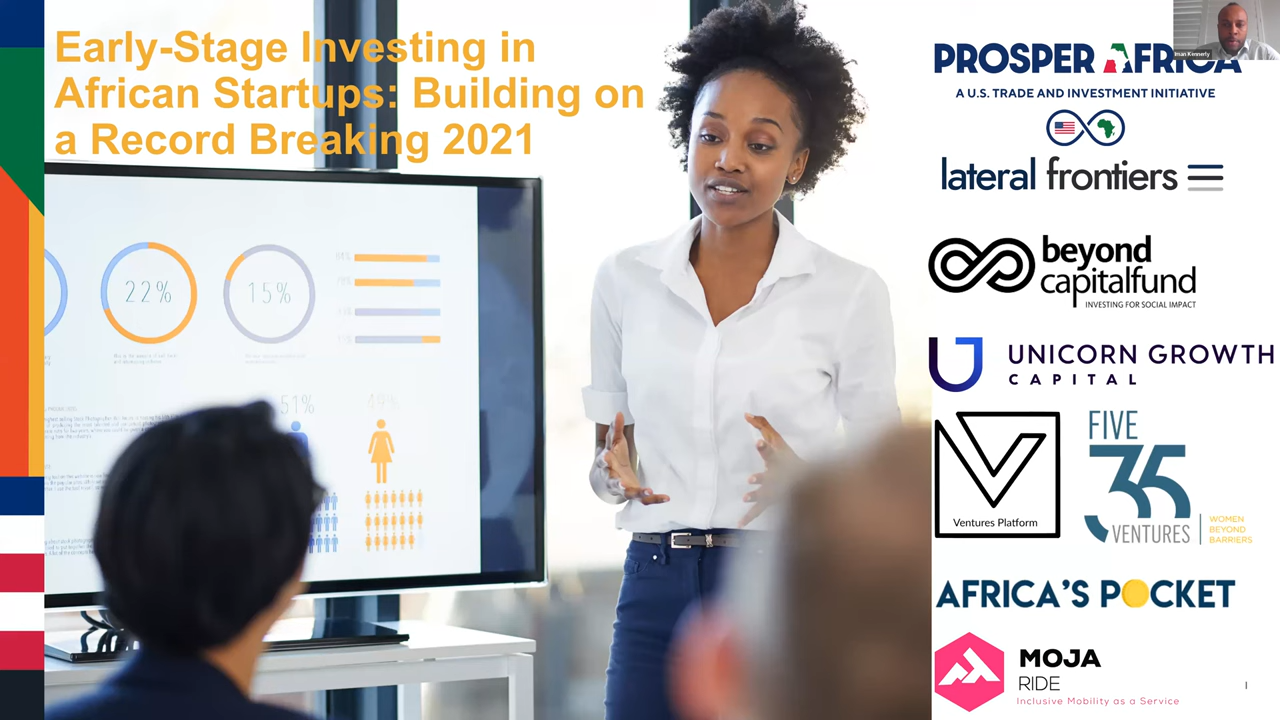 Early-Stage Investing in
African Startups: Building on
a Record Breaking 2021
22%
15%
51%
49%
PROSPER AFRICA
A U.S. TRADE AND INVESTMENT INITIATIVE
lateral frontiers
beyond
capitalfund
INVESTING FOR SOCIAL IMPACT
UNICORN GROWTH
CAPITAL
Ventures Platform
FIVE
35
VENTURES
WOMEN
BEYOND
BARRIERS
AFRICA'S POCKET
MOJA
RIDE
Inclusive Mobility as a Service